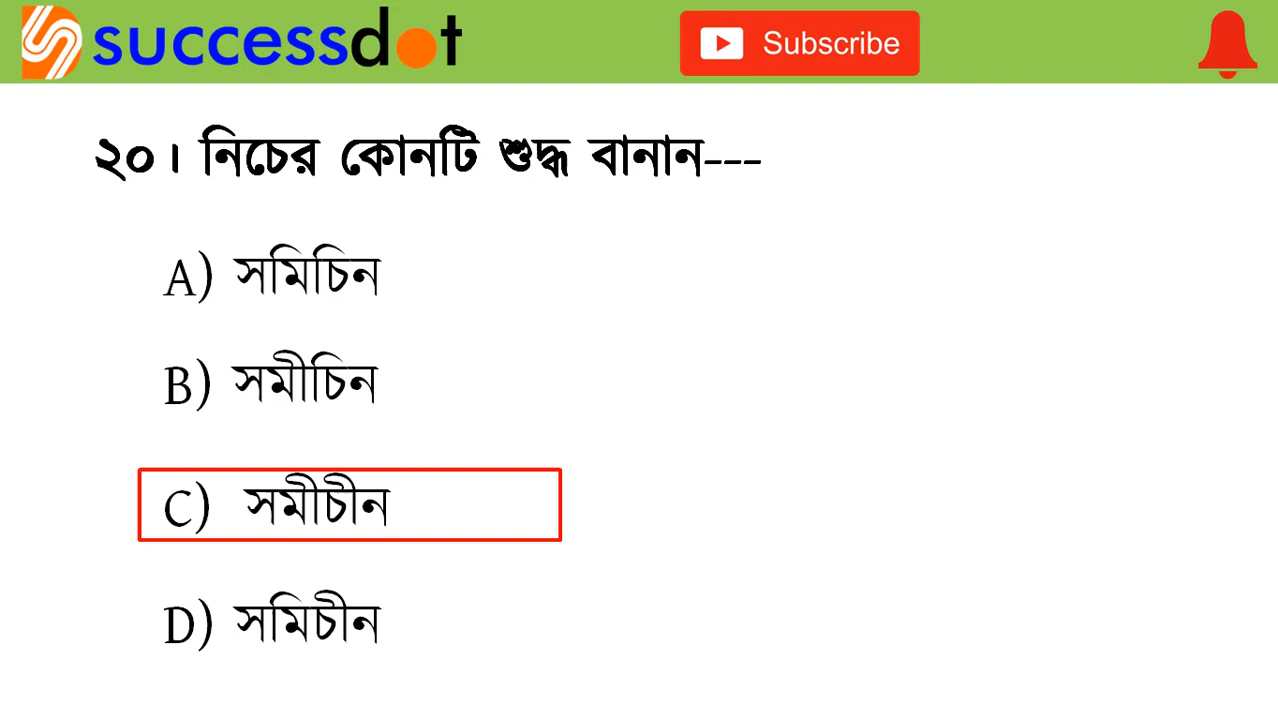 successdot
Subscribe
২০। নিচের কোনটি শুদ্ধ বানান---
A) সমিচিন
B) সমীচিন
C) সমীচীন
D) সমিচীন